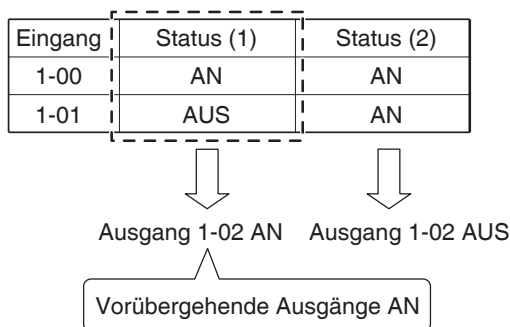 Eingang Status (1) Status (2)
1-00 AN AN
1-01 AUS AN
Ausgang 1-02 AN Ausgang 1-02 AUS
Vorübergehende Ausgänge AN